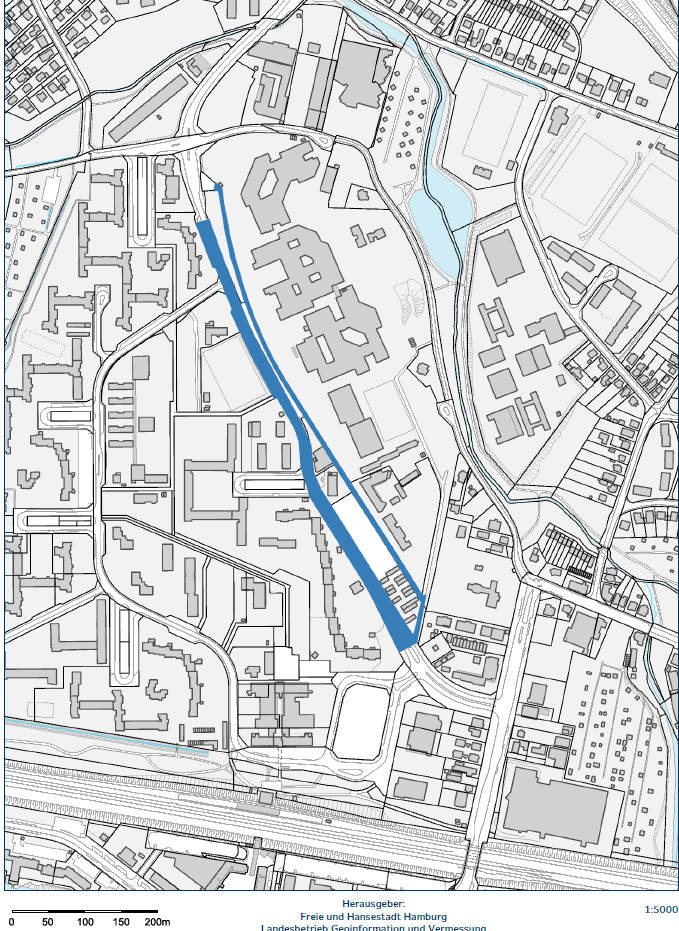 0 50 100 150 200m
Herausgeber:
Freie und Hansestadt Hamburg
Landesbetrieb Geoinformation und Vermessung
1:5000